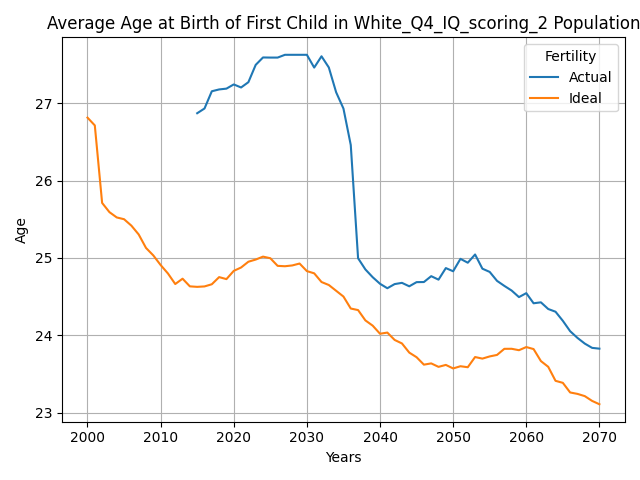 Average Age at Birth of First Child in White_Q4_IQ_scoring_2 Population
Fertility
Actual
Ideal
Age
27
26
25
24
23
2000 2010 2020 2030 2040 2050 2060 2070
Years